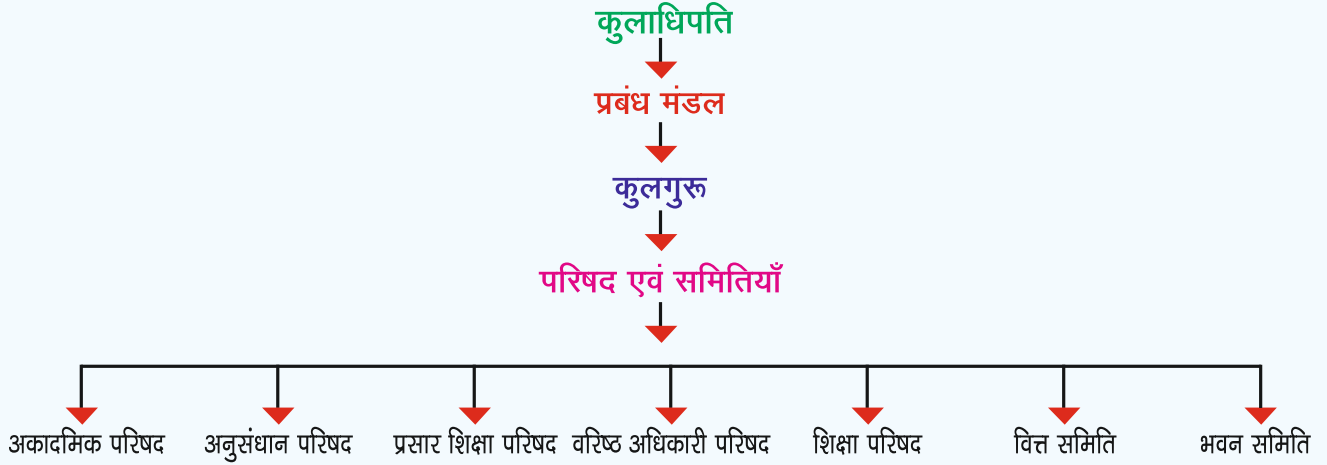 कुलाधिपति
प्रबंध मंडल
कुलगुरू
परिषद एवं समितियाँ
अकादमिक परिषद अनुसंधान परिषद प्रसार शिक्षा परिषद वरिष्ठ अधिकारी परिषद शिक्षा परिषद वित्त समिति भवन समिति